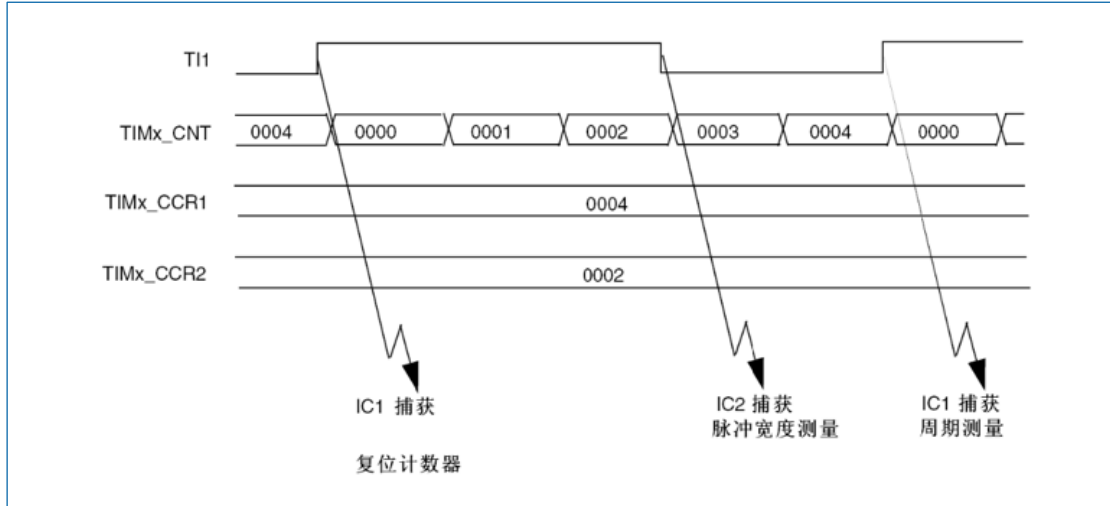 TI1
TIMx_CNT 0004 0000 0001 0002 0003 0004 0000
TIMx_CCR1 0004
TIMx_CCR2 0002
IC1 捕获 IC2 捕获 IC1 捕获
脉冲宽度测量 周期测量
复位计数器